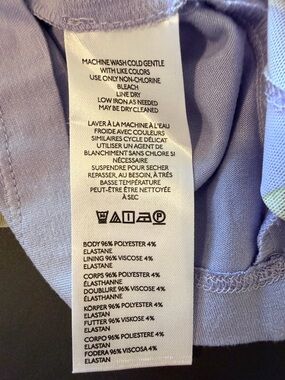 MACHINE WASH COLD GENTLE
WITH LIKE COLORS
USE ONLY NON-CHLORINE
BLEACH
LINE DRY
LOW IRON AS NEEDED
MAY BE DRY CLEANED
LAVER À LA MACHINE À L'EAU
FROIDE AVEC COULEURS
SIMILAIRES CYCLE DÉLICAT
UTILISER UN AGENT DE
BLANCHIMENT SANS CHLORE SI
NÉCESSAIRE
SUSPENDRE POUR SÉCHER
REPASSER, AU BESOIN, À TRÈS
BASSE TEMPÉRATURE
PEUT-ÊTRE ÊTRE NETTOYÉE
À SEC
BODY 96% POLYESTER 4%
ELASTANE
LINING 96% VISCOSE 4%
ELASTANE
CORPS 96% POLYESTER 4%
ÉLASTHANNE
DOUBLURE 96% VISCOSE 4%
ÉLASTHANNE
KÖRPER 96% POLYESTER 4%
ELASTAN
FUTTER 96% VISKOSE 4%
ELASTAN
CORPO 96% POLIESTERE 4%
ELASTAN
FODERA 96% VISCOSA 4%
ELASTAN